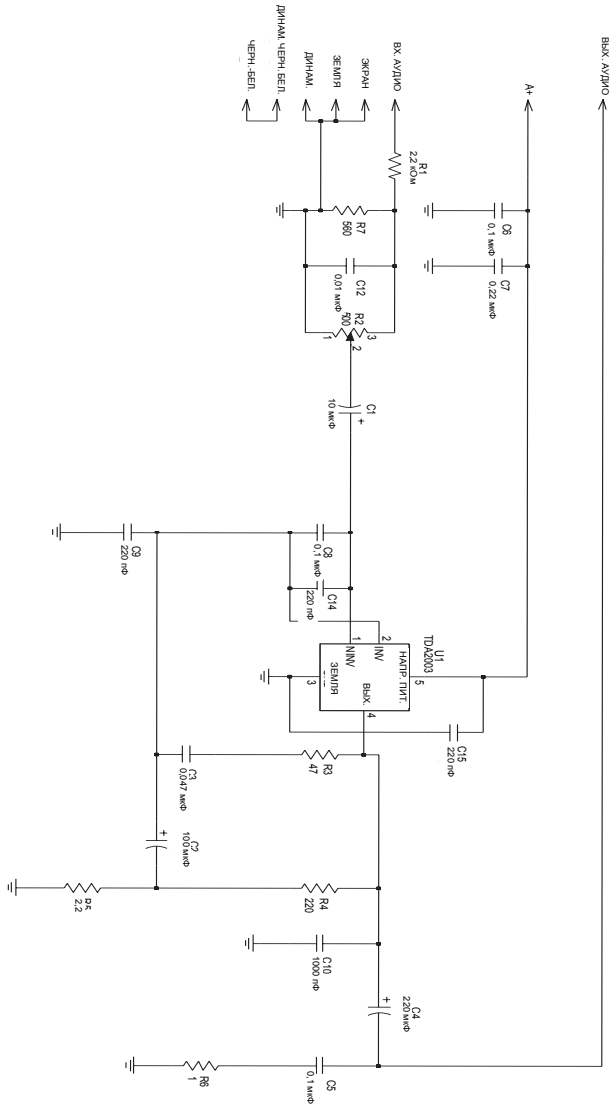 ВЫХ. АУДИО
А+
ВХ. АУДИО
ЭКРАН
ЗЕМЛЯ
ДИНАМ.
ДИНАМ. ЧЕРН. БЕЛ.
ЧЕРН.-БЕЛ.
R1
2,2 кОм
C6
0,1 мкФ
C7
0,22 мкФ
R7
560
C12
0,01 мкФ
R2
500
1
2
3
C1
+
10 мкФ
C8
0,1 мкФ
C14
220 пФ
C9
220 пФ
U1
TDA2003
1
NINV
2
INV
НАПР. ПИТ.
5
3
ЗЕМЛЯ
ВЫХ.
4
C15
220 пФ
R3
47
C3
0,047 мкФ
+
C2
100 мкФ
R4
220
R5
2,2
C10
1000 пФ
+
C4
220 мкФ
C5
0,1 мкФ
R6
1